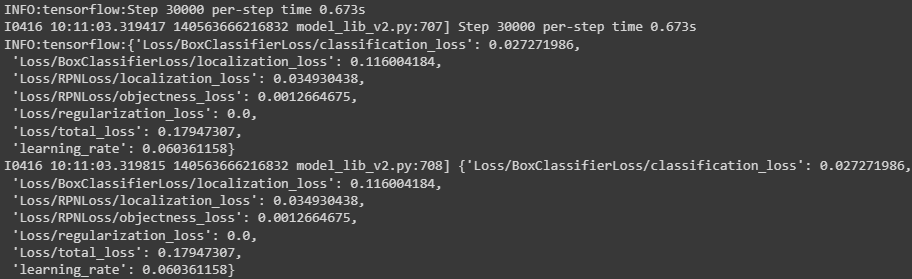 INFO:tensorflow:Step 30000 per-step time 0.673s
I0416 10:11:03.319417 140563666216832 model_lib_v2.py:707] Step 30000 per-step time 0.673s
INFO:tensorflow:{'Loss/BoxClassifierLoss/classification_loss': 0.027271986,
'Loss/BoxClassifierLoss/localization_loss': 0.116004184,
'Loss/RPNLoss/localization_loss': 0.034930438,
'Loss/RPNLoss/objectness_loss': 0.0012664675,
'Loss/regularization_loss': 0.0,
'Loss/total_loss': 0.17947307,
'learning_rate': 0.060361158}
I0416 10:11:03.319815 140563666216832 model_lib_v2.py:708] {'Loss/BoxClassifierLoss/classification_loss': 0.027271986,
'Loss/BoxClassifierLoss/localization_loss': 0.116004184,
'Loss/RPNLoss/localization_loss': 0.034930438,
'Loss/RPNLoss/objectness_loss': 0.0012664675,
'Loss/regularization_loss': 0.0,
'Loss/total_loss': 0.17947307,
'learning_rate': 0.060361158}